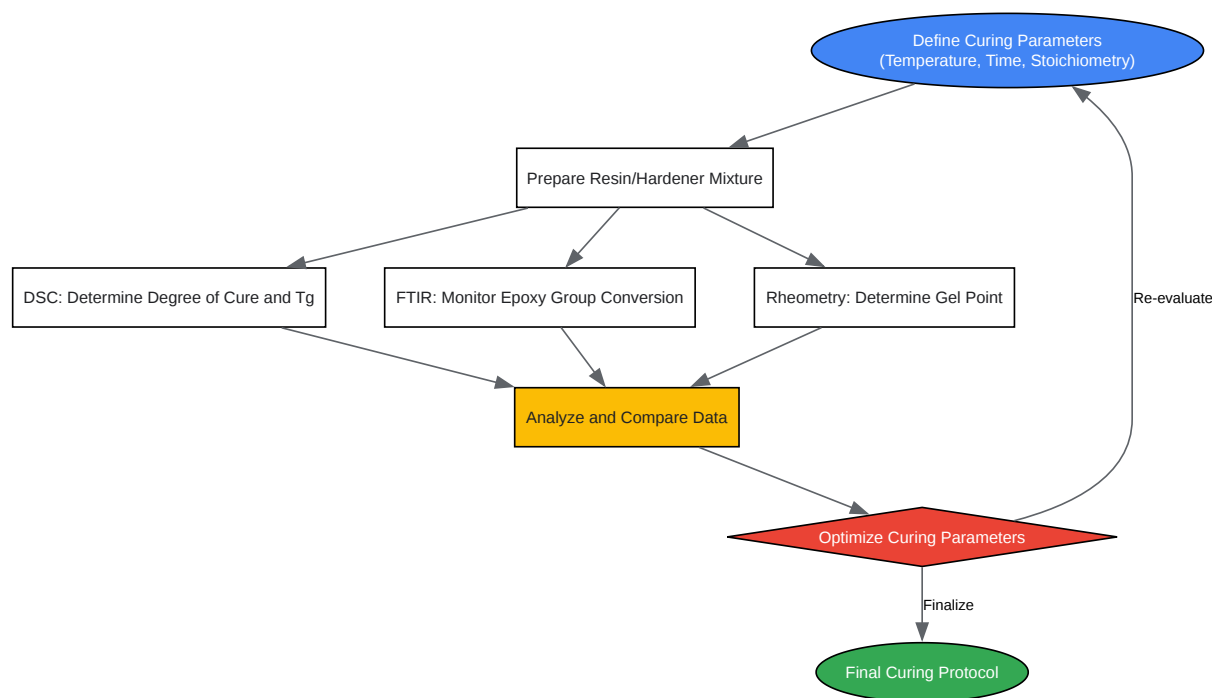 Define Curing Parameters
(Temperature, Time, Stoichiometry)
Prepare Resin/Hardener Mixture
DSC: Determine Degree of Cure and Tg
FTIR: Monitor Epoxy Group Conversion
Rheometry: Determine Gel Point
Re-evaluate
Analyze and Compare Data
Optimize Curing Parameters
Finalize
Final Curing Protocol